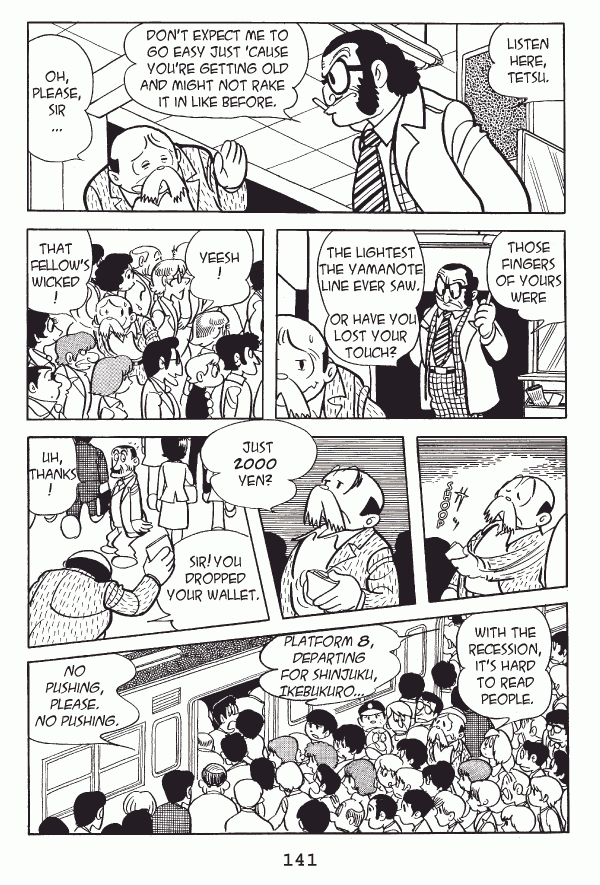 LISTEN
HERE,
TETSU.
DON'T EXPECT ME TO
GO EASY JUST 'CAUSE
YOU'RE GETTING OLD
AND MIGHT NOT RAKE
IT IN LIKE BEFORE.
OH,
PLEASE,
SIR
...
THOSE
FINGERS
OF YOURS
WERE
THE LIGHTEST
THE YAMANOTE
LINE EVER SAW.
OR HAVE YOU
LOST YOUR
TOUCH?
YEESH
!
THAT
FELLOW'S
WICKED
!
JUST
2000
YEN?
SIR! YOU
DROPPED
YOUR WALLET.
UH,
THANKS
!
WITH THE
RECESSION,
IT'S HARD
TO READ
PEOPLE.
PLATFORM 8,
DEPARTING
FOR SHINJUKU,
IKEBUKURO...
NO
PUSHING,
PLEASE.
NO PUSHING.
141